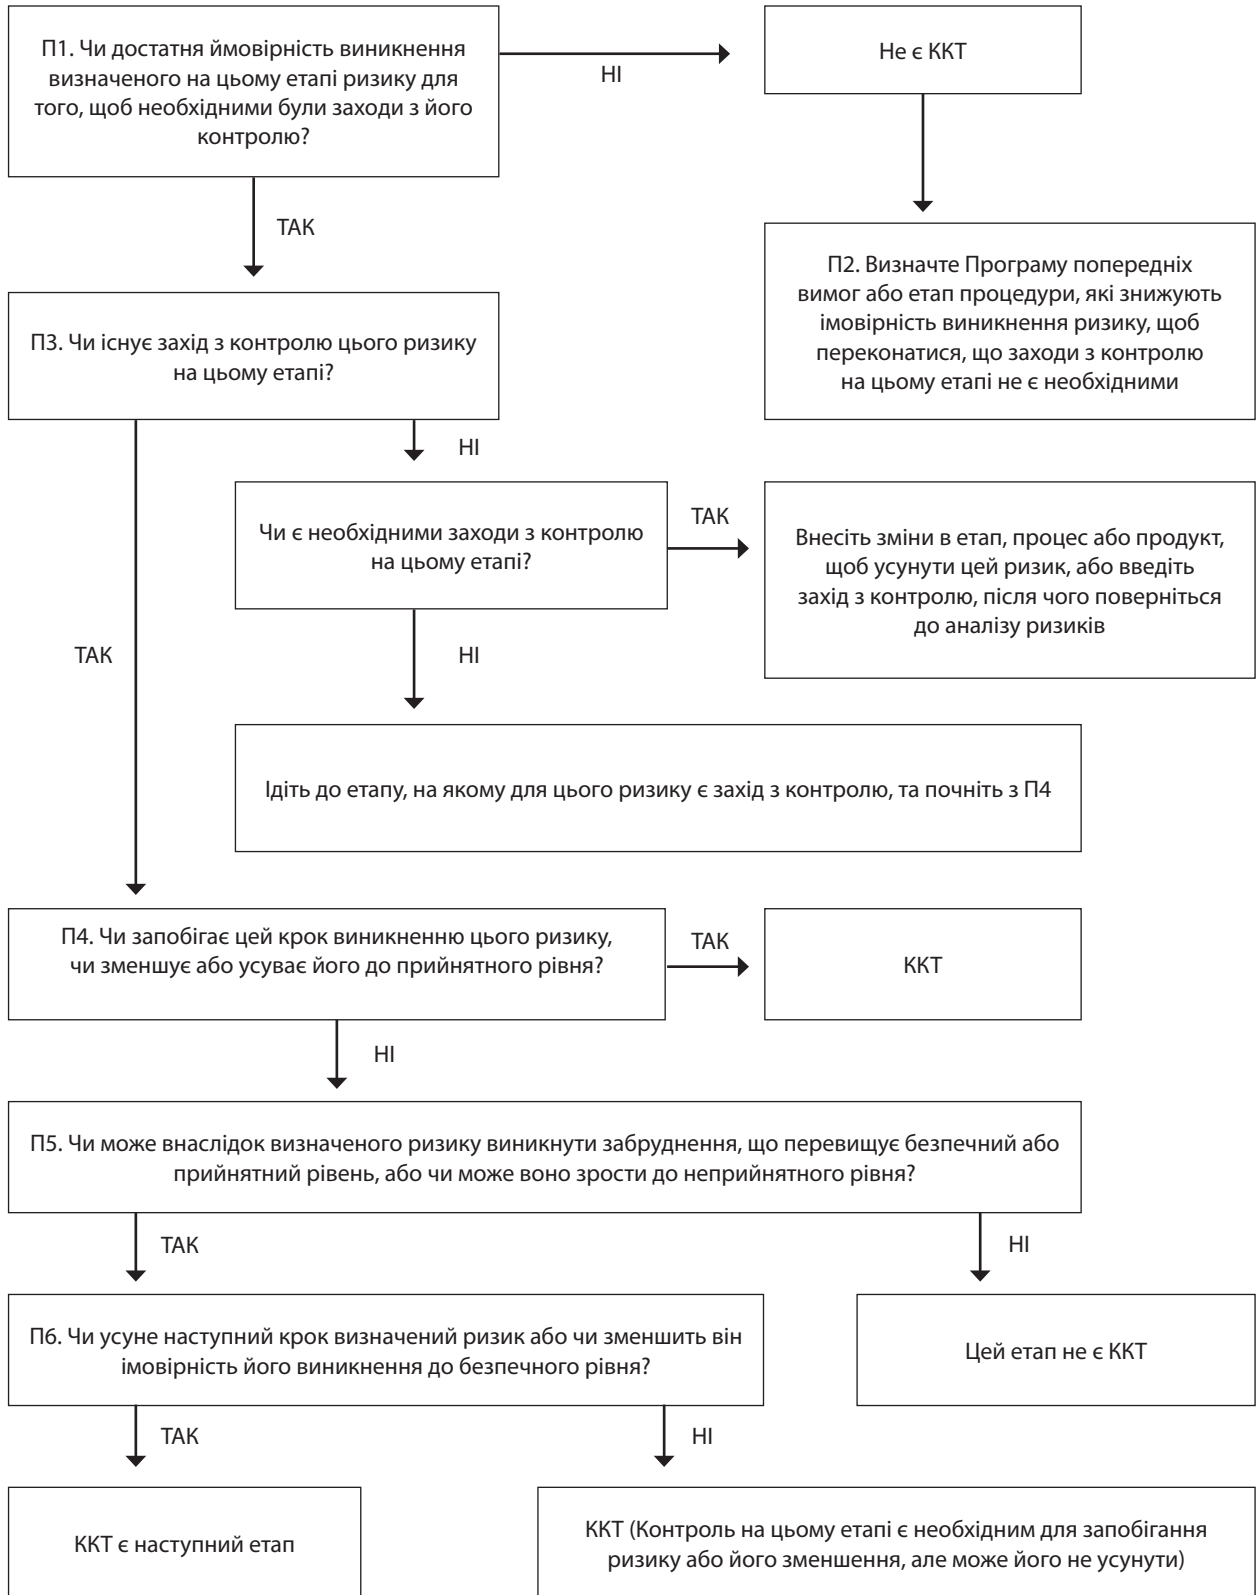 П1. Чи достатня ймовірність виникнення
визначеного на цьому етапі ризику для
того, щоб необхідними були заходи з його
контролю?
НІ
Не є ККТ
ТАК
П2. Визначте Програму попередніх
вимог або етап процедури, які знижують
імовірність виникнення ризику, щоб
переконатися, що заходи з контролю
на цьому етапі не є необхідними
П3. Чи існує захід з контролю цього ризику
на цьому етапі?
НІ
Чи є необхідними заходи з контролю
на цьому етапі?
ТАК
Внесіть зміни в етап, процес або продукт,
щоб усунути цей ризик, або введіть
захід з контролю, після чого поверніться
до аналізу ризиків
ТАК
НІ
Ідіть до етапу, на якому для цього ризику є захід з контролю, та почніть з П4
П4. Чи запобігає цей крок виникненню цього ризику,
чи зменшує або усуває його до прийнятного рівня?
ТАК
ККТ
НІ
П5. Чи може внаслідок визначеного ризику виникнути забруднення, що перевищує безпечний або
прийнятний рівень, або чи може воно зрости до неприйнятного рівня?
ТАК
НІ
П6. Чи усуне наступний крок визначений ризик або чи зменшить він
імовірність його виникнення до безпечного рівня?
Цей етап не є ККТ
ТАК
НІ
ККТ є наступний етап
ККТ (Контроль на цьому етапі є необхідним для запобігання
ризику або його зменшення, але може його не усунути)